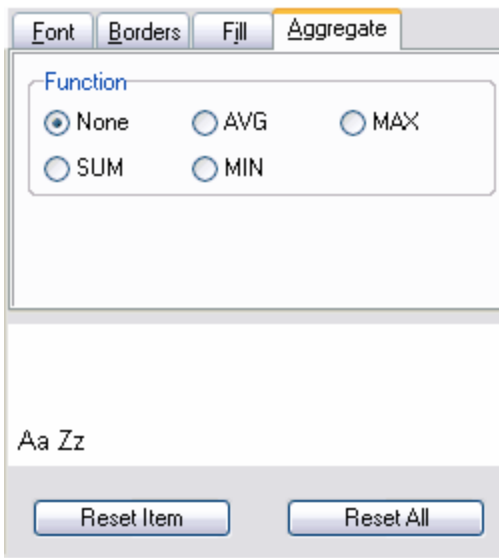 Font Borders Fill Aggregate
Function
None AVG MAX
SUM MIN
Aa Zz
Reset Item Reset All